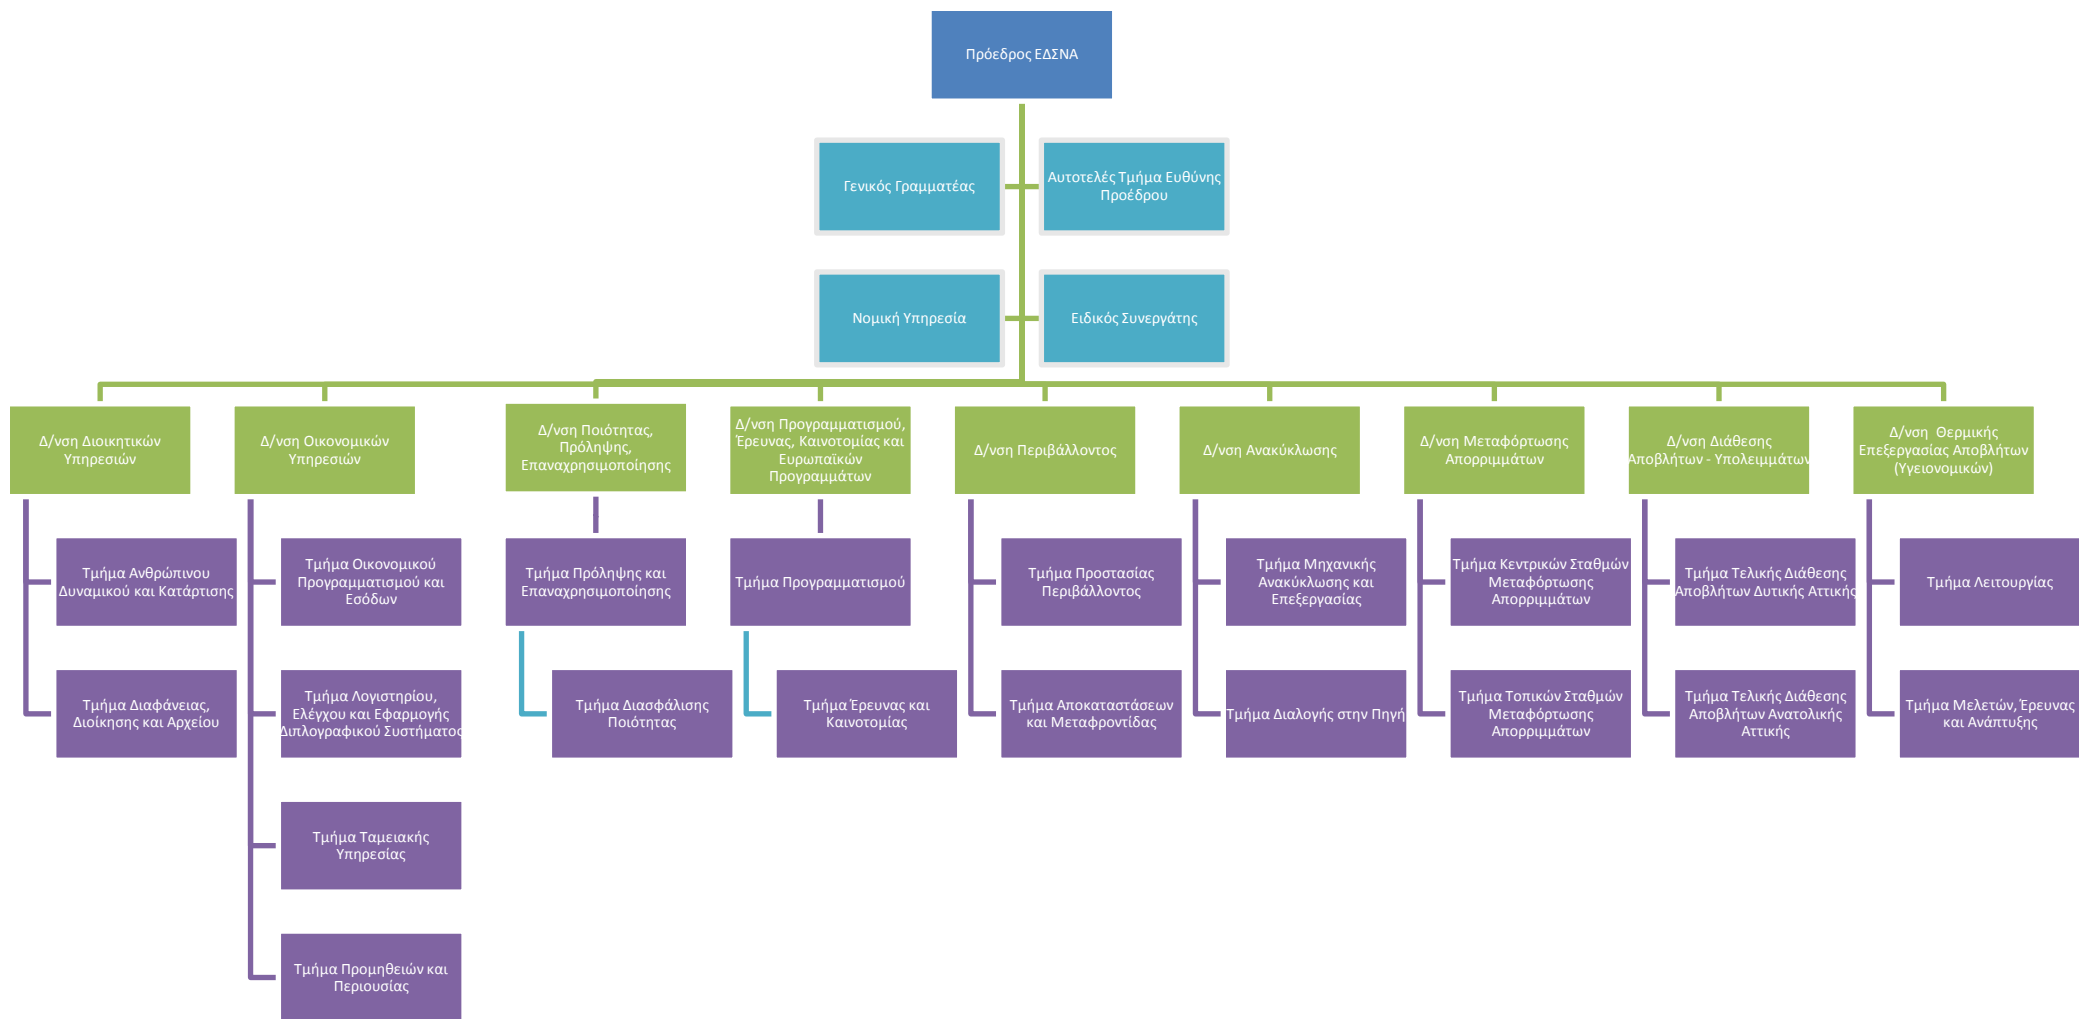 Πρόεδρος ΕΔΣΝΑ
Γενικός Γραμματέας
Αυτοτελές Τμήμα Ευθύνης
Προέδρου
Νομική Υπηρεσία
Ειδικός Συνεργάτης
Δ/νση Διοικητικών
Υπηρεσιών
Δ/νση Οικονομικών
Υπηρεσιών
Δ/νση Ποιότητας,
Πρόληψης,
Επαναχρησιμοποίησης
Δ/νση Προγραμματισμού,
Έρευνας, Καινοτομίας και
Ευρωπαϊκών
Προγραμμάτων
Δ/νση Περιβάλλοντος
Δ/νση Ανακύκλωσης
Δ/νση Μεταφόρτωσης
Απορριμμάτων
Δ/νση Διάθεσης
Αποβλήτων - Υπολειμμάτων
Δ/νση Θερμικής
Επεξεργασίας Αποβλήτων
(Υγειονομικών)
Τμήμα Ανθρώπινου
Δυναμικού και Κατάρτισης
Τμήμα Οικονομικού
Προγραμματισμού και
Εσόδων
Τμήμα Πρόληψης και
Επαναχρησιμοποίησης
Τμήμα Προγραμματισμού
Τμήμα Προστασίας
Περιβάλλοντος
Τμήμα Μηχανικής
Ανακύκλωσης και
Επεξεργασίας
Τμήμα Κεντρικών Σταθμών
Μεταφόρτωσης
Απορριμμάτων
Τμήμα Τελικής Διάθεσης
Αποβλήτων Δυτικής Αττικής
Τμήμα Λειτουργίας
Τμήμα Διαφάνειας,
Διοίκησης και Αρχείου
Τμήμα Λογιστηρίου,
Ελέγχου και Εφαρμογής
Διπλογραφικού Συστήματος
Τμήμα Διασφάλισης
Ποιότητας
Τμήμα Έρευνας και
Καινοτομίας
Τμήμα Αποκαταστάσεων
και Μεταφροντίδας
Τμήμα Διαλογής στην Πηγή
Τμήμα Τοπικών Σταθμών
Μεταφόρτωσης
Απορριμμάτων
Τμήμα Τελικής Διάθεσης
Αποβλήτων Ανατολικής
Αττικής
Τμήμα Μελετών, Έρευνας
και Ανάπτυξης
Τμήμα Ταμειακής
Υπηρεσίας
Τμήμα Προμηθειών και
Περιουσίας